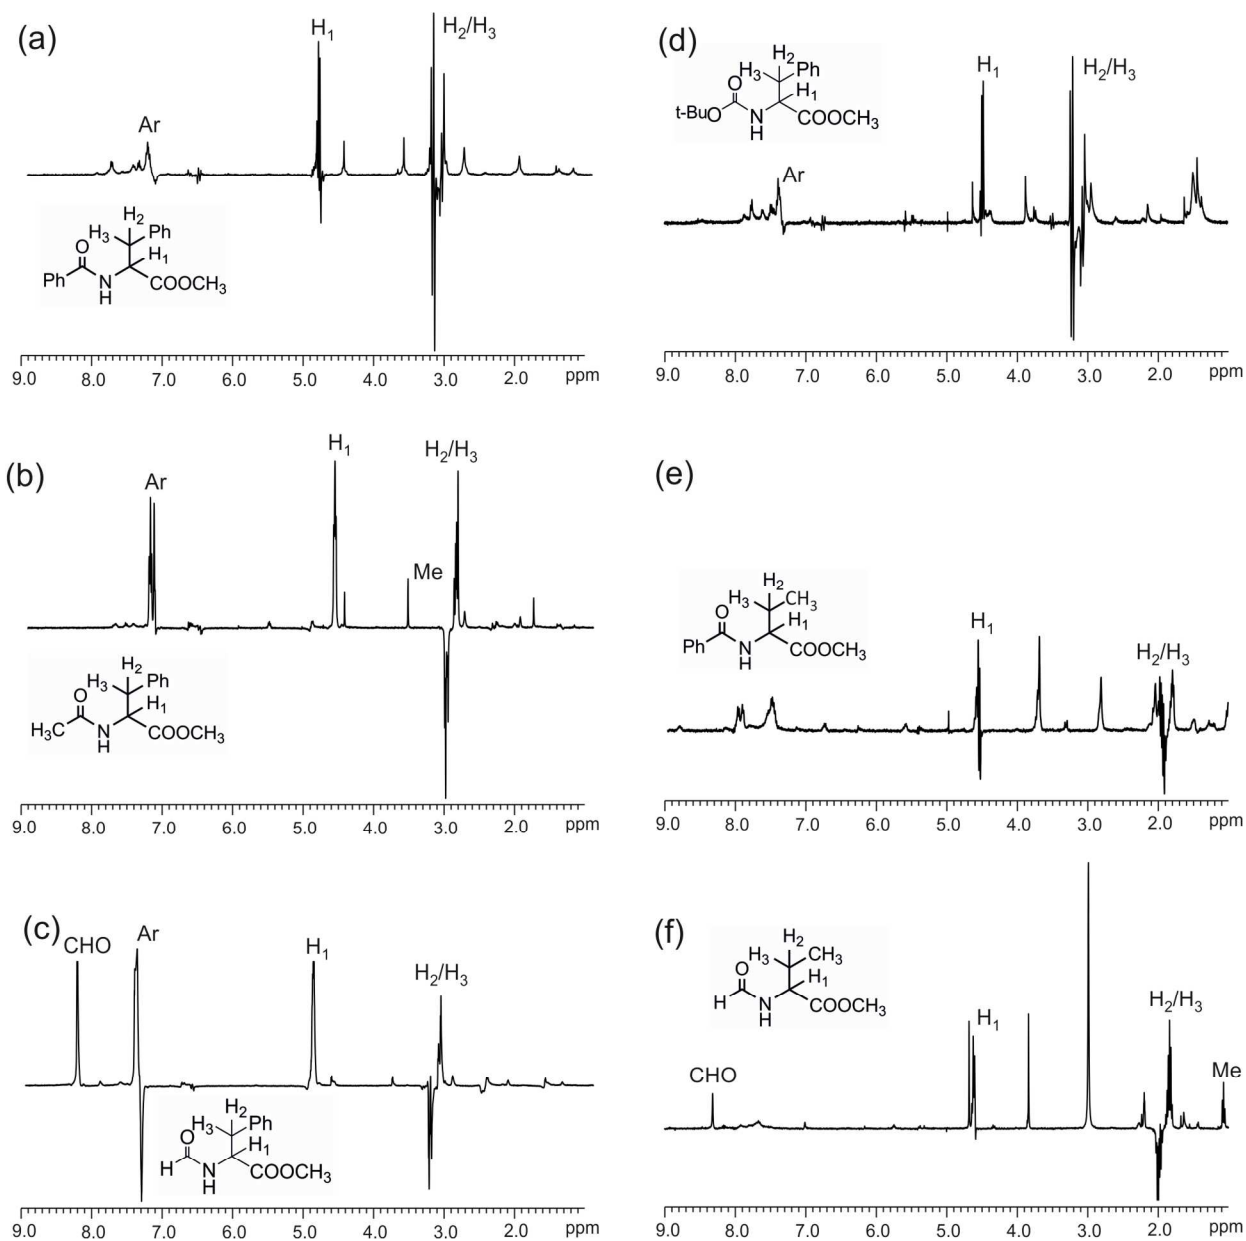 (a)
H₁
H₂/H₃
Ar
H₂
H₃ Ph
O
H₁
Ph N COOCH₃
H
9.0 8.0 7.0 6.0 5.0 4.0 3.0 2.0 ppm
(b)
H₁
H₂/H₃
Ar
Me
H₂
H₃ Ph
O
H₁
H₃C N COOCH₃
H
9.0 8.0 7.0 6.0 5.0 4.0 3.0 2.0 ppm
(c)
CHO
Ar
H₁
H₂/H₃
H₂
H₃ Ph
O
H₁
H N COOCH₃
H
9.0 8.0 7.0 6.0 5.0 4.0 3.0 2.0 ppm
(d)
H₂
H₃ Ph
O
H₁
t-BuO N COOCH₃
H
H₁
H₂/H₃
Ar
9.0 8.0 7.0 6.0 5.0 4.0 3.0 2.0 ppm
(e)
H₂
H₃ CH₃
O
H₁
Ph N COOCH₃
H
H₁
H₂/H₃
9.0 8.0 7.0 6.0 5.0 4.0 3.0 2.0 ppm
(f)
H₂
H₃ CH₃
O
H₁
H N COOCH₃
H
H₁
H₂/H₃
CHO
Me
9.0 8.0 7.0 6.0 5.0 4.0 3.0 2.0 ppm